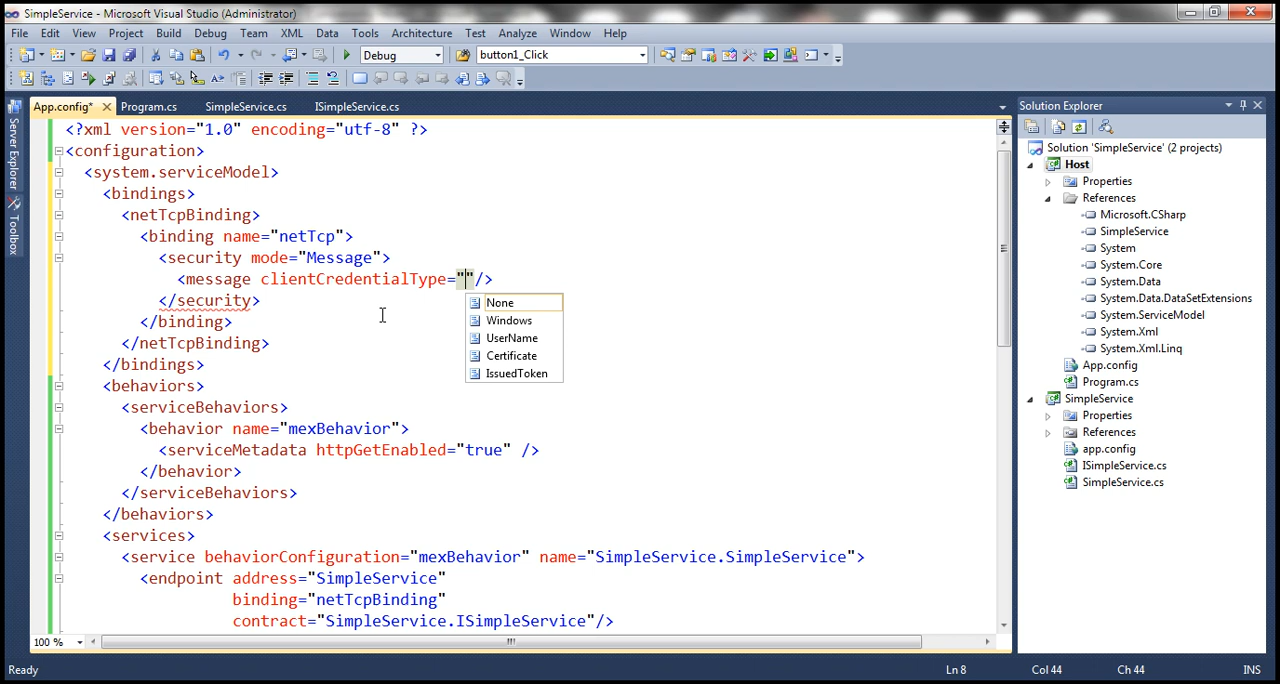 SimpleService - Microsoft Visual Studio (Administrator)
File Edit View Project Build Debug Team XML Data Tools Architecture Test Analyze Window Help
Debug button1_Click
App.config* Program.cs SimpleService.cs ISimpleService.cs
Server Explorer
Toolbox
<?xml version="1.0" encoding="utf-8" ?>
<configuration>
<system.serviceModel>
<bindings>
<netTcpBinding>
<binding name="netTcp">
<security mode="Message">
<message clientCredentialType=""/>
</security>
</binding>
</netTcpBinding>
</bindings>
<behaviors>
<serviceBehaviors>
<behavior name="mexBehavior">
<serviceMetadata httpGetEnabled="true" />
</behavior>
</serviceBehaviors>
</behaviors>
<services>
<service behaviorConfiguration="mexBehavior" name="SimpleService.SimpleService">
<endpoint address="SimpleService"
binding="netTcpBinding"
contract="SimpleService.ISimpleService"/>
None
Windows
UserName
Certificate
IssuedToken
100 %
Solution Explorer
Solution 'SimpleService' (2 projects)
Host
Properties
References
Microsoft.CSharp
SimpleService
System
System.Core
System.Data
System.Data.DataSetExtensions
System.ServiceModel
System.Xml
System.Xml.Linq
App.config
Program.cs
SimpleService
Properties
References
app.config
ISimpleService.cs
SimpleService.cs
Ready Ln 8 Col 44 Ch 44 INS